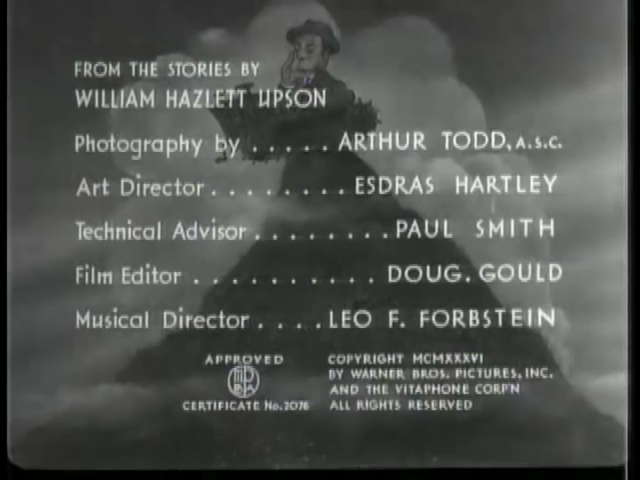 FROM THE STORIES BY
WILLIAM HAZLETT UPSON
Photography by ..... ARTHUR TODD, A.S.C.
Art Director ........ ESDRAS HARTLEY
Technical Advisor ........ PAUL SMITH
Film Editor .......... DOUG. GOULD
Musical Director .... LEO F. FORBSTEIN
APPROVED
CERTIFICATE No. 2076
COPYRIGHT MCMXXXVI
BY WARNER BROS. PICTURES, INC.
AND THE VITAPHONE CORP'N
ALL RIGHTS RESERVED